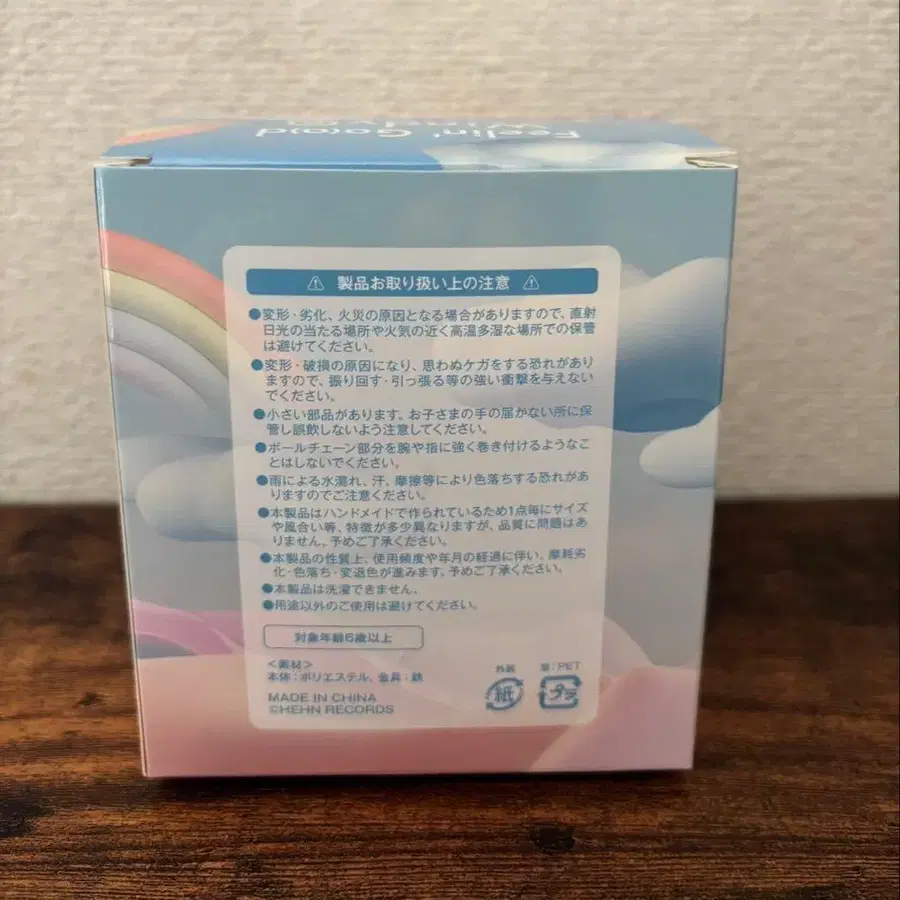 Feelin' Go(o)d
⚠ 製品お取り扱い上の注意 ⚠
●変形・劣化、火災の原因となる場合がありますので、直射
日光の当たる場所や火気の近く高温多湿な場所での保管
は避けてください。
●変形・破損の原因になり、思わぬケガをする恐れがあり
ますので、振り回す・引っ張る等の強い衝撃を与えない
でください。
●小さい部品があります。お子さまの手の届かない所に保
管し誤飲しないよう注意してください。
●ボールチェーン部分を腕や指に強く巻き付けるようなこ
とはしないでください。
●雨による水濡れ、汗、摩擦等により色落ちする恐れがあ
りますのでご注意ください。
●本製品はハンドメイドで作られているため1点毎にサイズ
や風合い等、特徴が多少異なりますが、品質に問題はあ
りません。予めご了承ください。
●本製品の性質上、使用頻度や年月の経過に伴い、摩耗劣
化・色落ち・変退色が進みます。予めご了承ください。
●本製品は洗濯できません。
●用途以外のご使用は避けてください。
対象年齢6歳以上
<素材>
本体：ポリエステル、金具：鉄
MADE IN CHINA
©HEHN RECORDS
外装
紙
窓：PET
プラ